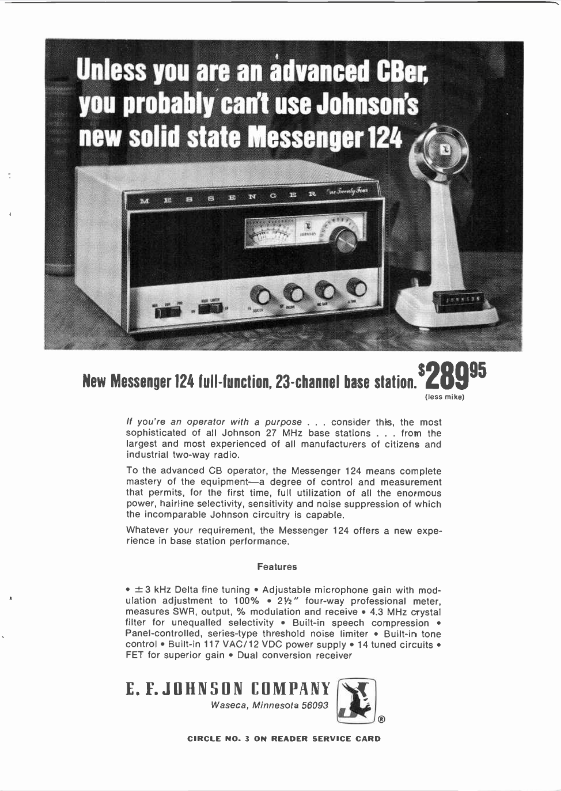 Unless you are an advanced CBer,
you probably can't use Johnson's
new solid state Messenger 124
MESSENGER One Twenty-Four
JOHNSON
JOHNSON
New Messenger 124 full-function, 23-channel base station. $289 95
(less mike)
If you're an operator with a purpose . . . consider this, the most
sophisticated of all Johnson 27 MHz base stations . . . from the
largest and most experienced of all manufacturers of citizens and
industrial two-way radio.
To the advanced CB operator, the Messenger 124 means complete
mastery of the equipment—a degree of control and measurement
that permits, for the first time, full utilization of all the enormous
power, hairline selectivity, sensitivity and noise suppression of which
the incomparable Johnson circuitry is capable.
Whatever your requirement, the Messenger 124 offers a new expe-
rience in base station performance.
Features
• ±3 kHz Delta fine tuning • Adjustable microphone gain with mod-
ulation adjustment to 100% • 2½" four-way professional meter,
measures SWR, output, % modulation and receive • 4.3 MHz crystal
filter for unequalled selectivity • Built-in speech compression •
Panel-controlled, series-type threshold noise limiter • Built-in tone
control • Built-in 117 VAC/12 VDC power supply • 14 tuned circuits •
FET for superior gain • Dual conversion receiver
E. F. JOHNSON COMPANY
Waseca, Minnesota 56093
®
CIRCLE NO. 3 ON READER SERVICE CARD